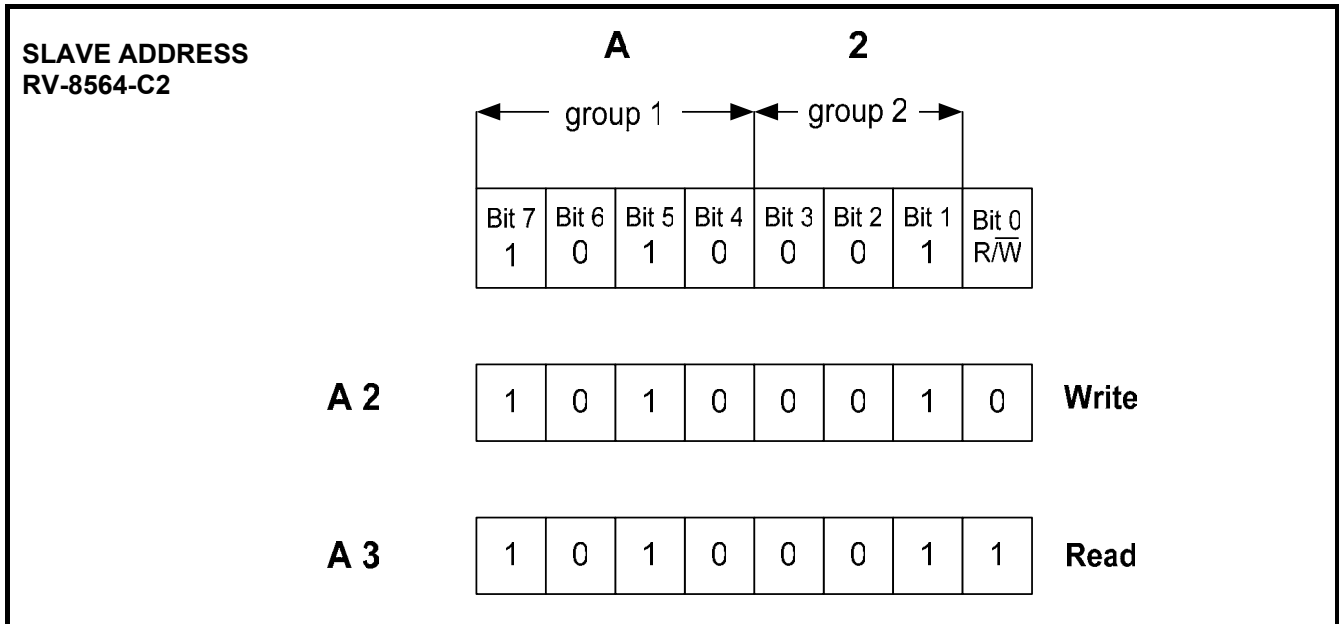 SLAVE ADDRESS
RV-8564-C2
A 2
group 1 group 2
Bit 7 Bit 6 Bit 5 Bit 4 Bit 3 Bit 2 Bit 1 Bit 0
1 0 1 0 0 0 1 R/W̅
A 2 1 0 1 0 0 0 1 0 Write
A 3 1 0 1 0 0 0 1 1 Read